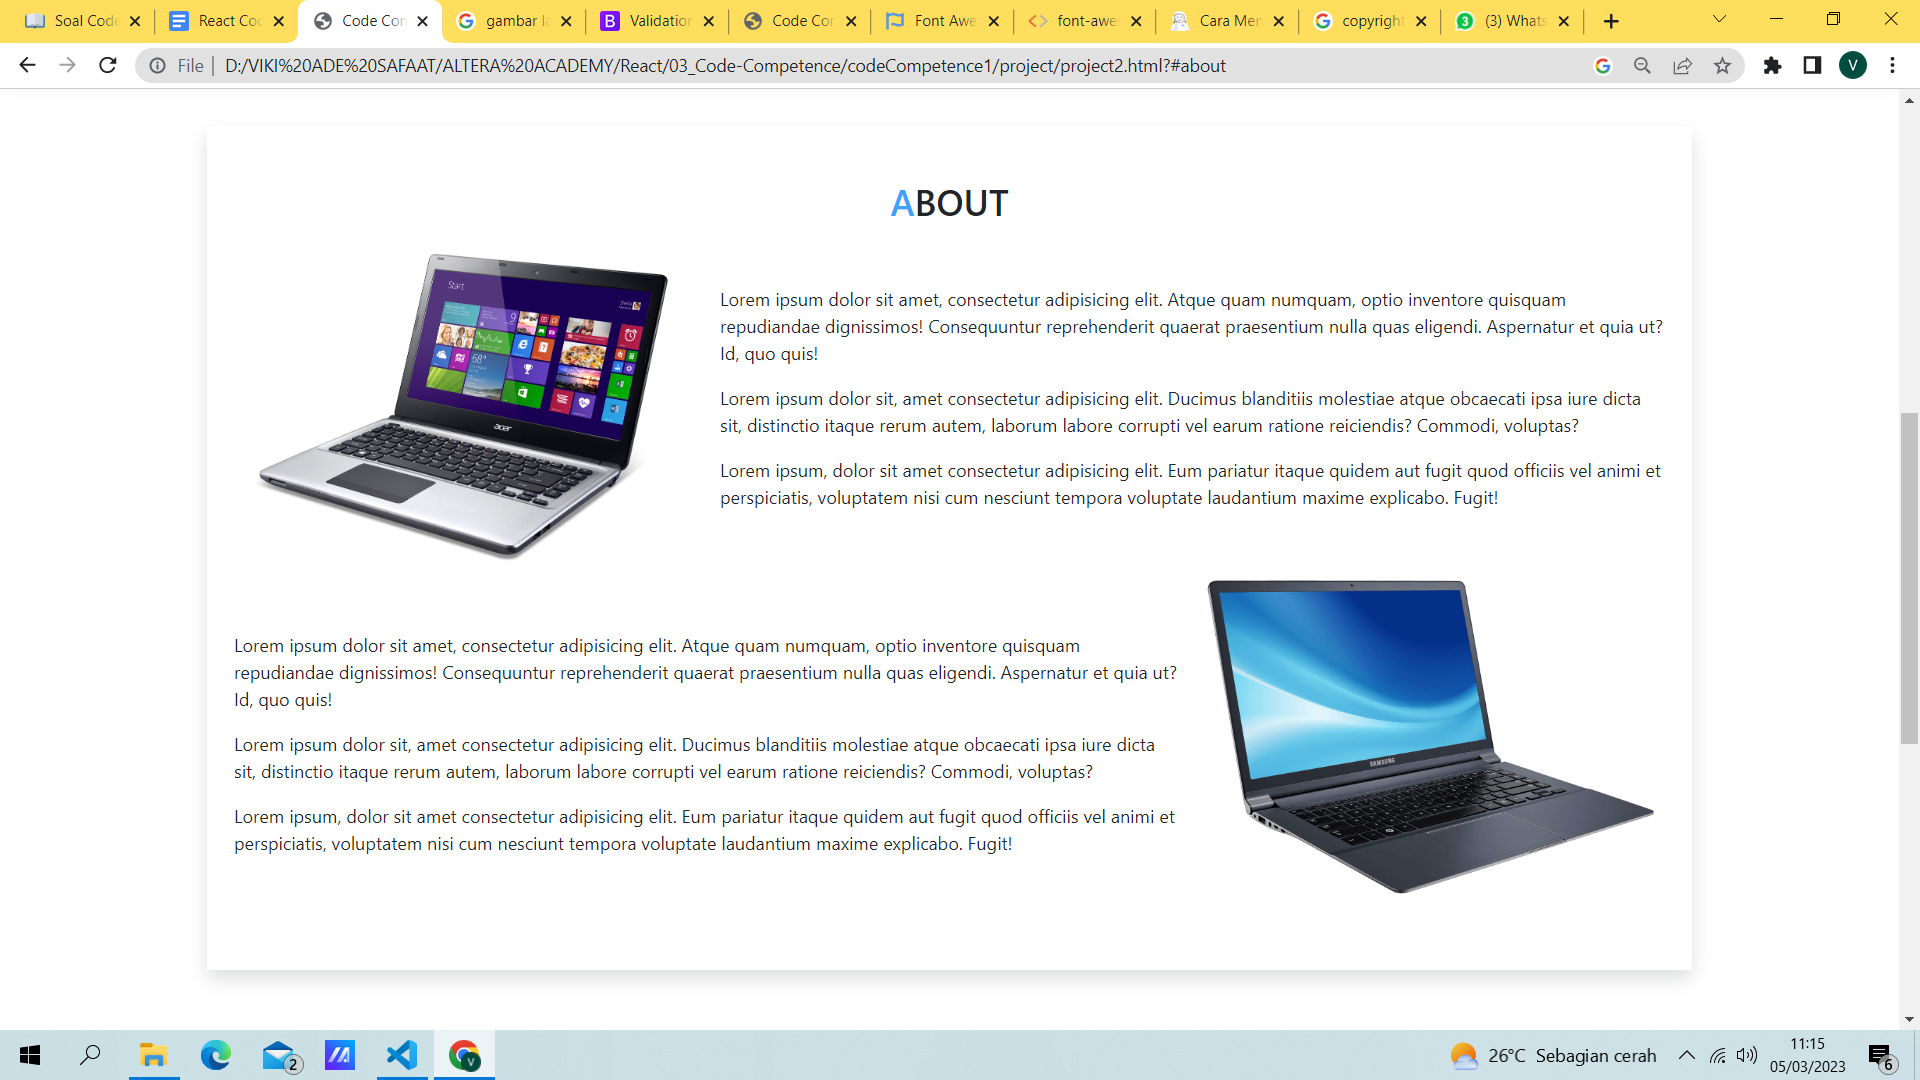 Soal Code
React Coc
Code Con
gambar la
Validation
Code Con
Font Awe
font-awes
Cara Men
copyright
(3) Whats
File
D:/VIKI%20ADE%20SAFAAT/ALTERA%20ACADEMY/React/03_Code-Competence/codeCompetence1/project/project2.html?#about
V
ABOUT
Start
acer
Lorem ipsum dolor sit amet, consectetur adipisicing elit. Atque quam numquam, optio inventore quisquam
repudiandae dignissimos! Consequuntur reprehenderit quaerat praesentium nulla quas eligendi. Aspernatur et quia ut?
Id, quo quis!
Lorem ipsum dolor sit, amet consectetur adipisicing elit. Ducimus blanditiis molestiae atque obcaecati ipsa iure dicta
sit, distinctio itaque rerum autem, laborum labore corrupti vel earum ratione reiciendis? Commodi, voluptas?
Lorem ipsum, dolor sit amet consectetur adipisicing elit. Eum pariatur itaque quidem aut fugit quod officiis vel animi et
perspiciatis, voluptatem nisi cum nesciunt tempora voluptate laudantium maxime explicabo. Fugit!
Lorem ipsum dolor sit amet, consectetur adipisicing elit. Atque quam numquam, optio inventore quisquam
repudiandae dignissimos! Consequuntur reprehenderit quaerat praesentium nulla quas eligendi. Aspernatur et quia ut?
Id, quo quis!
Lorem ipsum dolor sit, amet consectetur adipisicing elit. Ducimus blanditiis molestiae atque obcaecati ipsa iure dicta
sit, distinctio itaque rerum autem, laborum labore corrupti vel earum ratione reiciendis? Commodi, voluptas?
Lorem ipsum, dolor sit amet consectetur adipisicing elit. Eum pariatur itaque quidem aut fugit quod officiis vel animi et
perspiciatis, voluptatem nisi cum nesciunt tempora voluptate laudantium maxime explicabo. Fugit!
SAMSUNG
2
V
26°C Sebagian cerah
11:15
05/03/2023
6